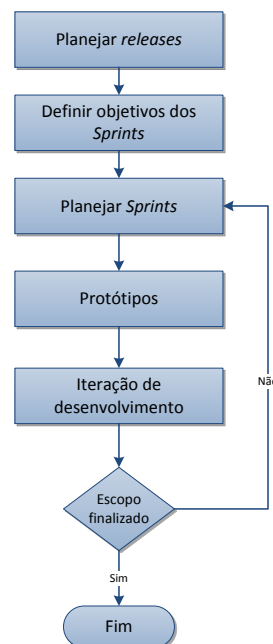 Planejar releases
Definir objetivos dos
Sprints
Planejar Sprints
Protótipos
Iteração de
desenvolvimento
Não
Escopo
finalizado
Sim
Fim